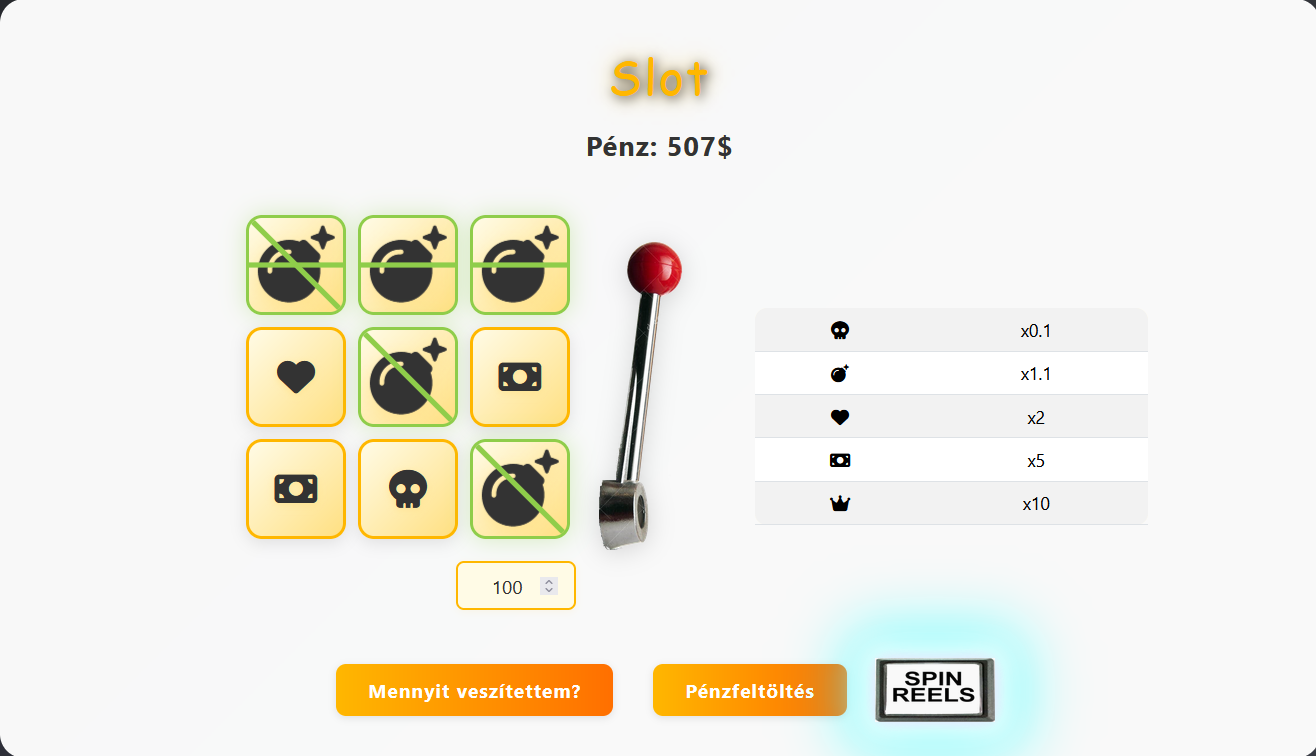 Slot
Pénz: 507$
x0.1
x1.1
x2
x5
x10
100
Mennyit veszítettem?
Pénzfeltöltés
SPIN
REELS